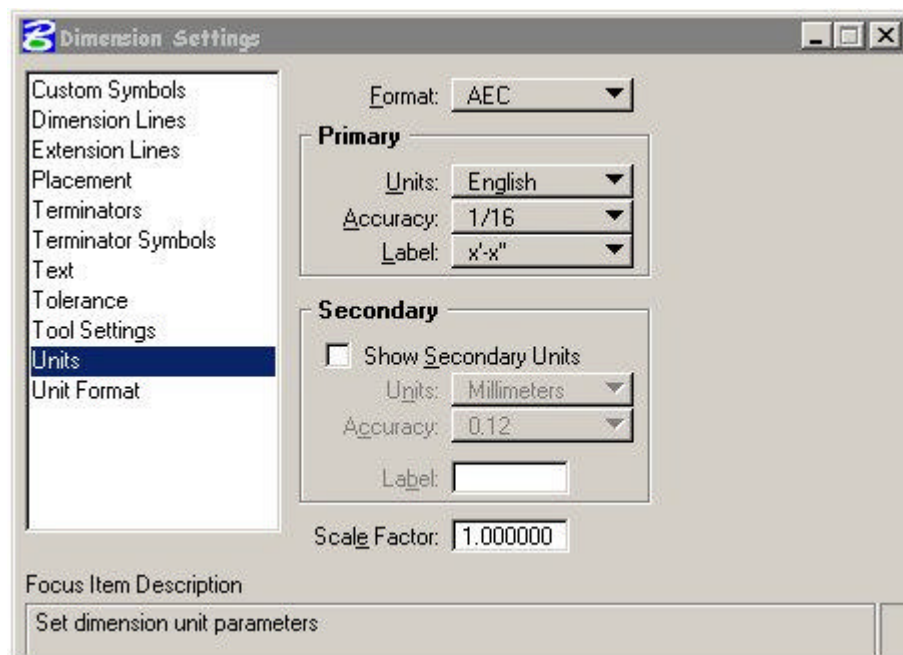 Dimension Settings
Custom Symbols
Dimension Lines
Extension Lines
Placement
Terminators
Terminator Symbols
Text
Tolerance
Tool Settings
Units
Unit Format
Format: AEC
Primary
Units: English
Accuracy: 1/16
Label: x'-x"
Secondary
Show Secondary Units
Units: Millimeters
Accuracy: 0.12
Label:
Scale Factor: 1.000000
Focus Item Description
Set dimension unit parameters